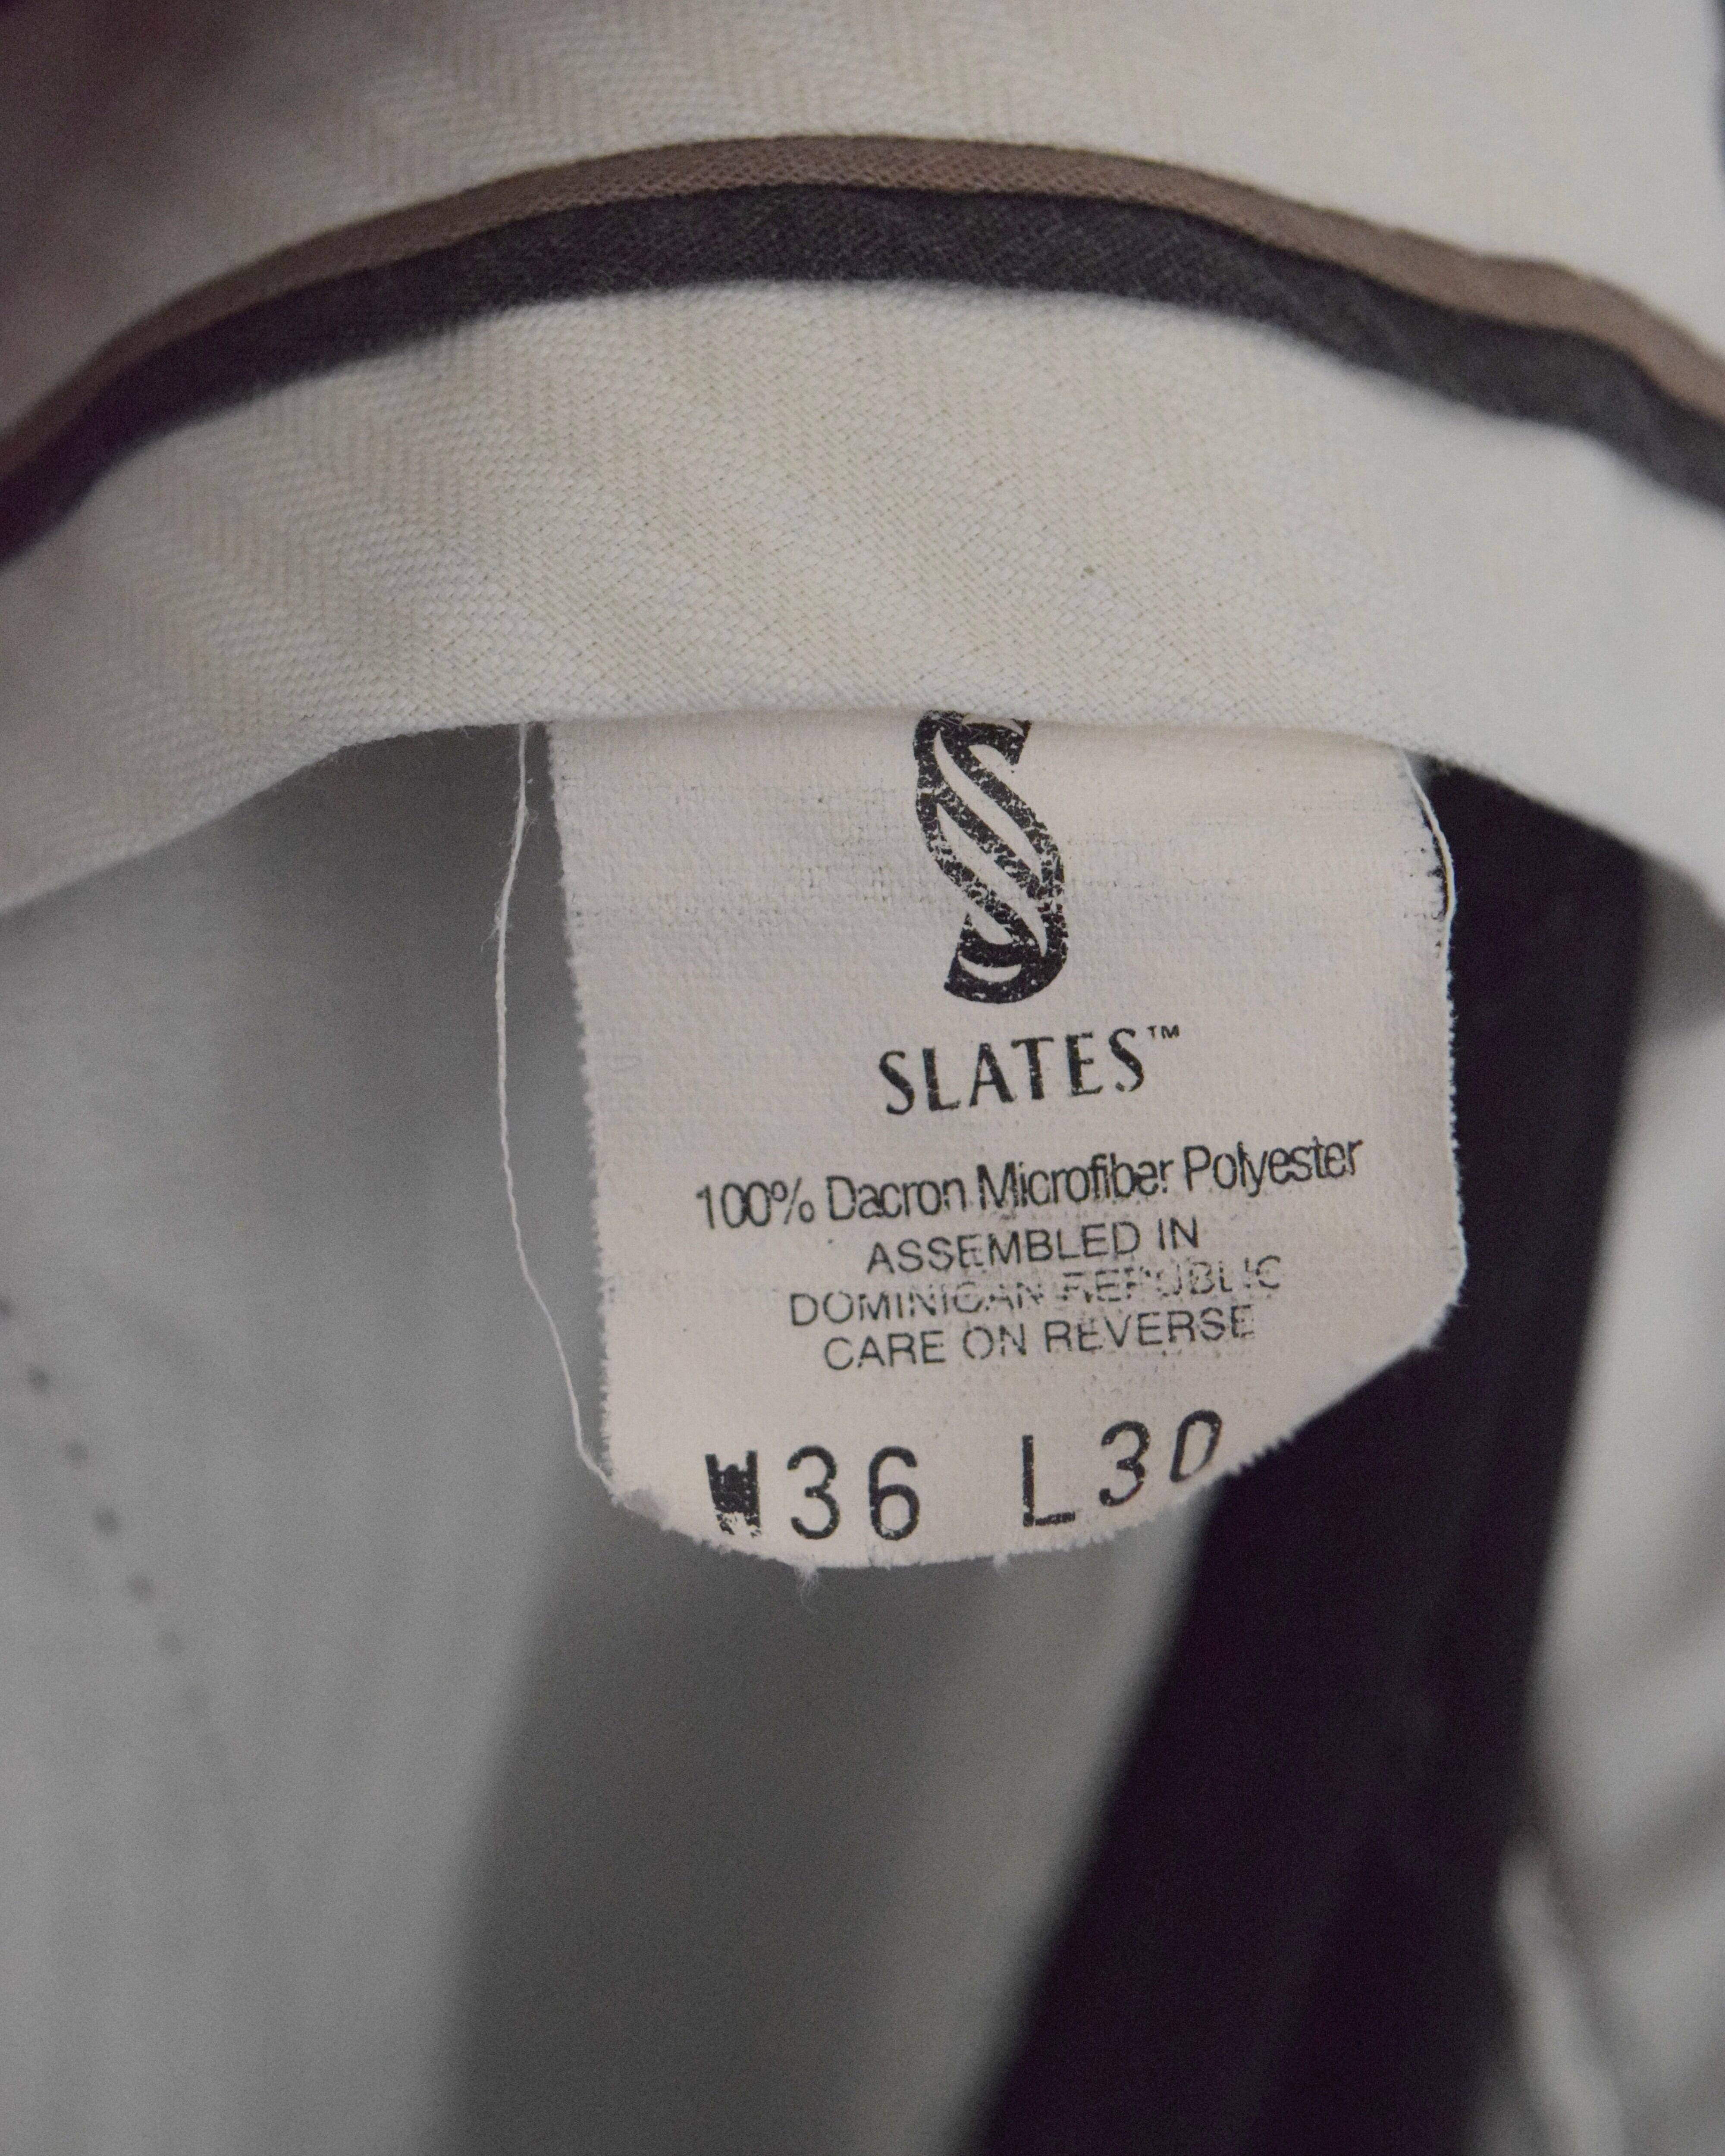 S
SLATES™
100% Dacron Microfiber Polyester
ASSEMBLED IN
DOMINICAN REPUBLIC
CARE ON REVERSE
W36 L30